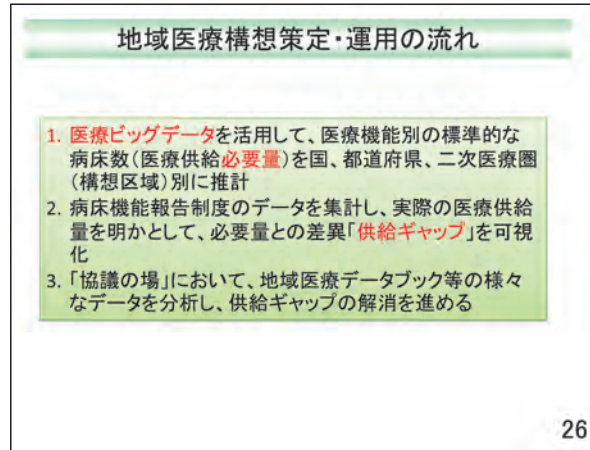 地域医療構想策定・運用の流れ
1. 医療ビッグデータを活用して、医療機能別の標準的な
病床数(医療供給必要量)を国、都道府県、二次医療圏
(構想区域)別に推計
2. 病床機能報告制度のデータを集計し、実際の医療供給
量を明かとして、必要量との差異「供給ギャップ」を可視
化
3. 「協議の場」において、地域医療データブック等の様々
なデータを分析し、供給ギャップの解消を進める
26